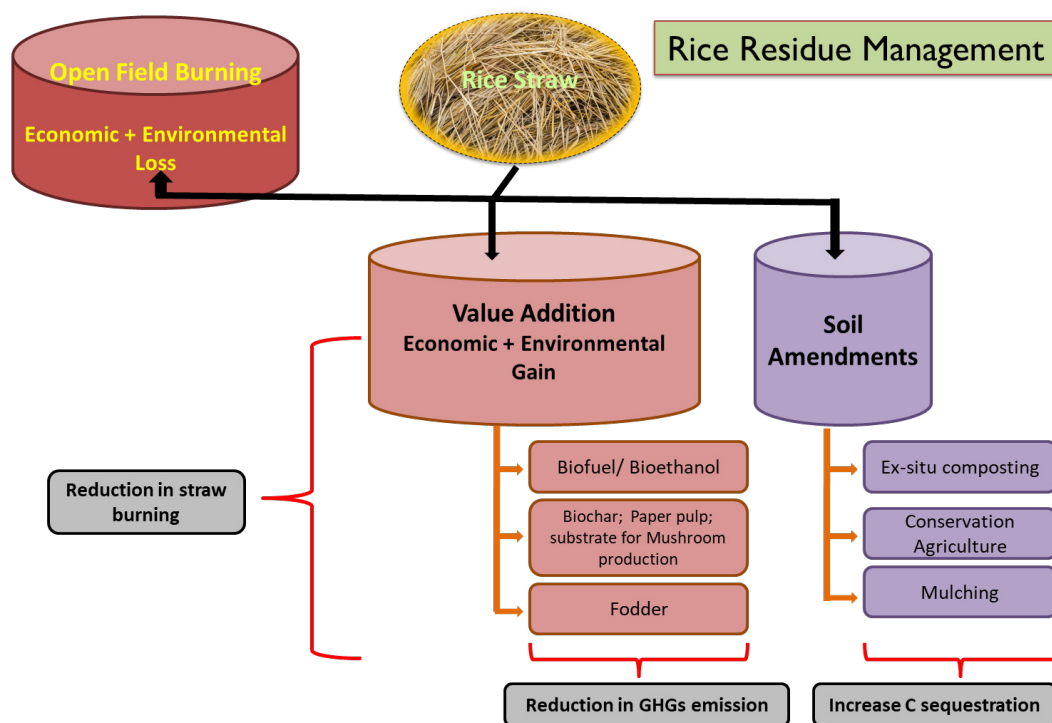 Rice Residue Management
Open Field Burning
Economic + Environmental
Loss
Rice Straw
Value Addition
Economic + Environmental
Gain
Soil
Amendments
Reduction in straw
burning
Biofuel/ Bioethanol
Biochar; Paper pulp;
substrate for Mushroom
production
Fodder
Ex-situ composting
Conservation
Agriculture
Mulching
Reduction in GHGs emission
Increase C sequestration